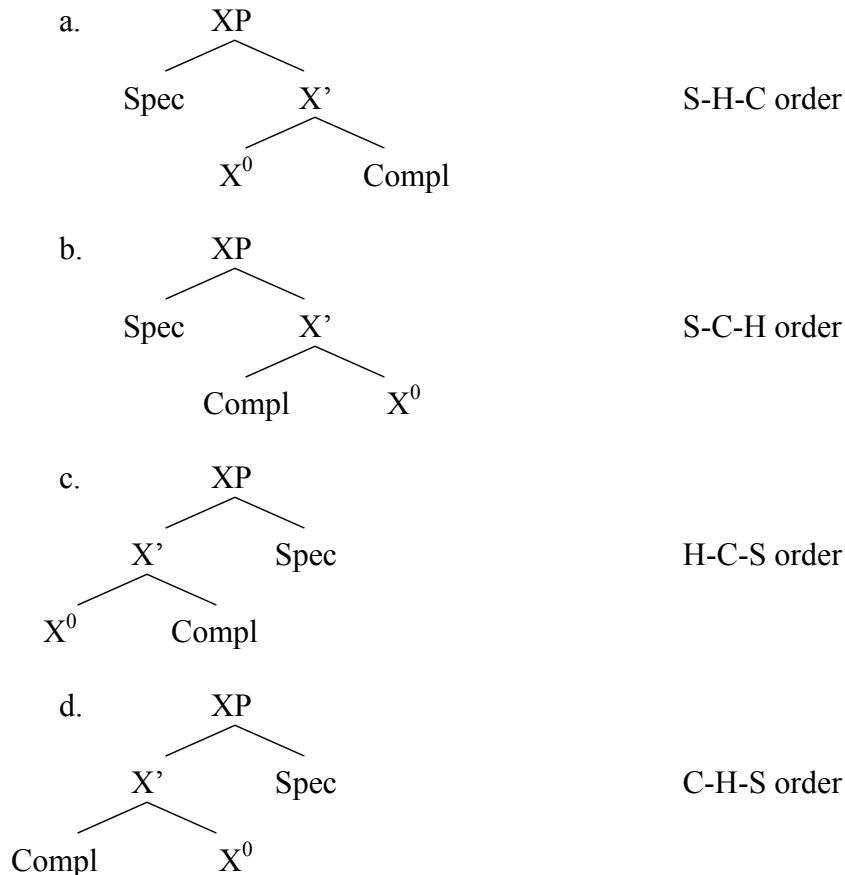 a. XP
Spec X’ S-H-C order
X⁰ Compl
b. XP
Spec X’ S-C-H order
Compl X⁰
c. XP
X’ Spec H-C-S order
X⁰ Compl
d. XP
X’ Spec C-H-S order
Compl X⁰